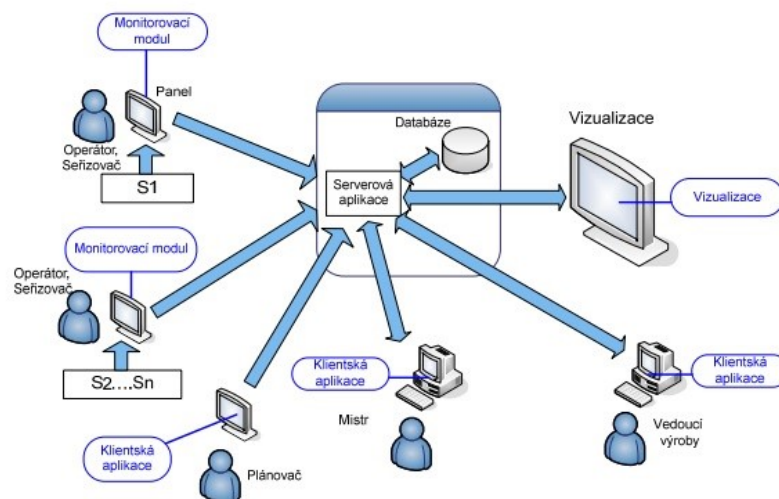 Monitorovací
modul
Panel
Operátor,
Seřizovač
S1
Databáze
Serverová
aplikace
Vizualizace
Vizualizace
Monitorovací modul
Operátor,
Seřizovač
S2....Sn
Klientská
aplikace
Plánovač
Klientská
aplikace
Mistr
Klientská
aplikace
Vedoucí
výroby